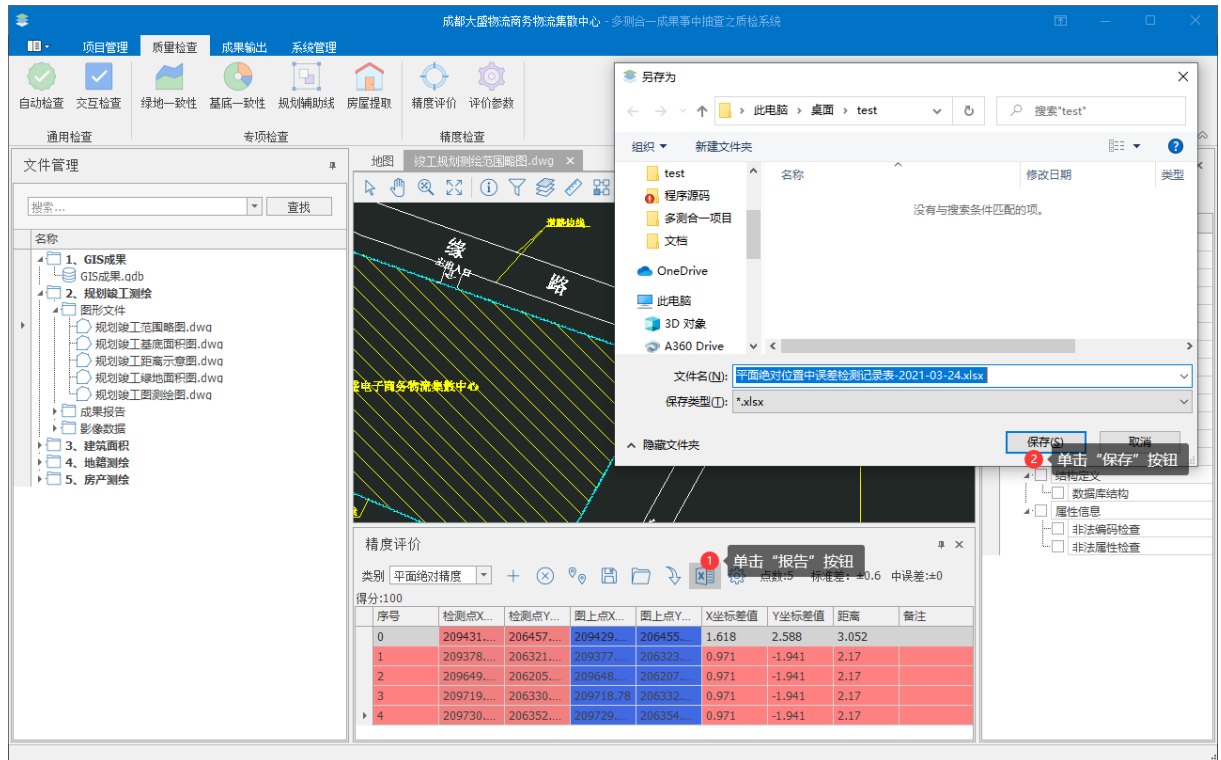 成都大盛物流商务物流集散中心 - 多测合一成果事中抽查之质检系统
项目管理 质量检查 成果输出 系统管理
自动检查 交互检查 绿地一致性 基底一致性 规划辅助线 房屋提取 精度评价 评价参数
通用检查 专项检查 精度检查
文件管理
搜索... 查找
名称
1、GIS成果
GIS成果.gdb
2、规划竣工测绘
图形文件
规划竣工范围略图.dwg
规划竣工基底面积图.dwg
规划竣工距离示意图.dwg
规划竣工绿地面积图.dwg
规划竣工图测绘图.dwg
成果报告
影像数据
3、建筑面积
4、地籍测绘
5、房产测绘
地图 竣工规划测绘范围略图.dwg
道路边线
缘
路
主出入口
盛电子商务物流集散中心
另存为
此电脑 › 桌面 › test
搜索"test"
组织 新建文件夹
test
程序源码
多测合一项目
文档
OneDrive
此电脑
3D 对象
A360 Drive
名称 修改日期 类型
没有与搜索条件匹配的项。
文件名(N): 平面绝对位置中误差检测记录表-2021-03-24.xlsx
保存类型(T): *.xlsx
隐藏文件夹
保存(S) 取消
2 单击“保存”按钮
结构定义
数据库结构
属性信息
非法编码检查
非法属性检查
精度评价
1 单击“报告”按钮
类别 平面绝对精度 点数:5 标准差: ±0.6 中误差:±0
得分:100
序号 检测点X... 检测点Y... 图上点X... 图上点Y... X坐标差值 Y坐标差值 距离 备注
0 209431.... 206457.... 209429.... 206455.... 1.618 2.588 3.052
1 209378.... 206321.... 209377.... 206323.... 0.971 -1.941 2.17
2 209649.... 206205.... 209648.... 206207.... 0.971 -1.941 2.17
3 209719.... 206330.... 209718.78 206332.... 0.971 -1.941 2.17
4 209730.... 206352.... 209729.... 206354.... 0.971 -1.941 2.17